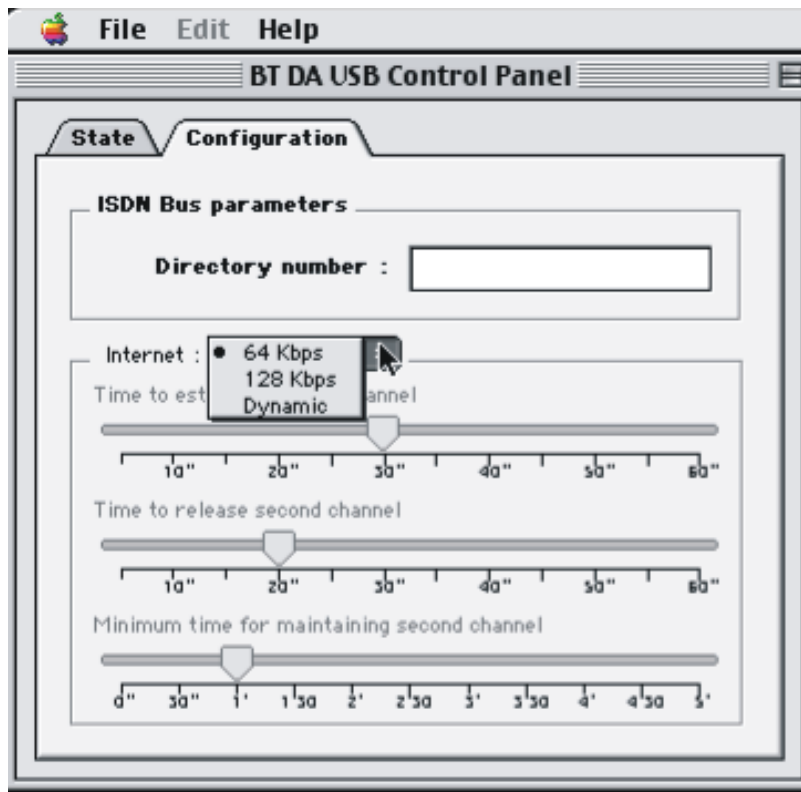 File Edit Help
BT DA USB Control Panel
State Configuration
ISDN Bus parameters
Directory number :
Internet : 64 Kbps
128 Kbps
Dynamic
Time to est annel
10" 20" 30" 40" 50" 60"
Time to release second channel
10" 20" 30" 40" 50" 60"
Minimum time for maintaining second channel
0" 30" 1' 1'30 2' 2'30 3' 3'30 4' 4'30 5'